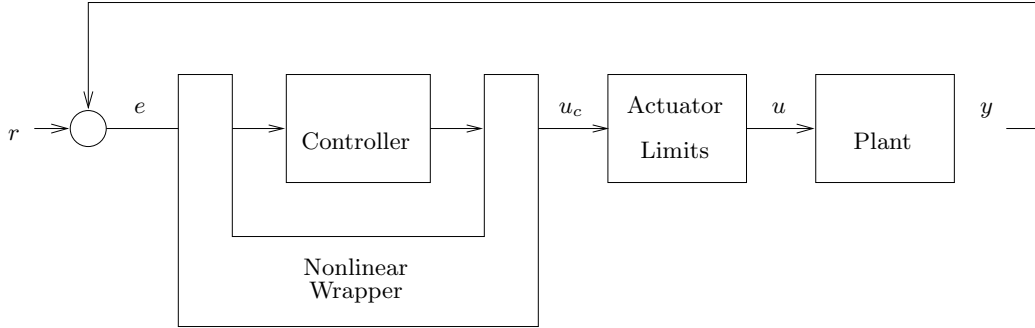 r
e
Controller
u_c
Actuator
Limits
u
Plant
y
Nonlinear
Wrapper